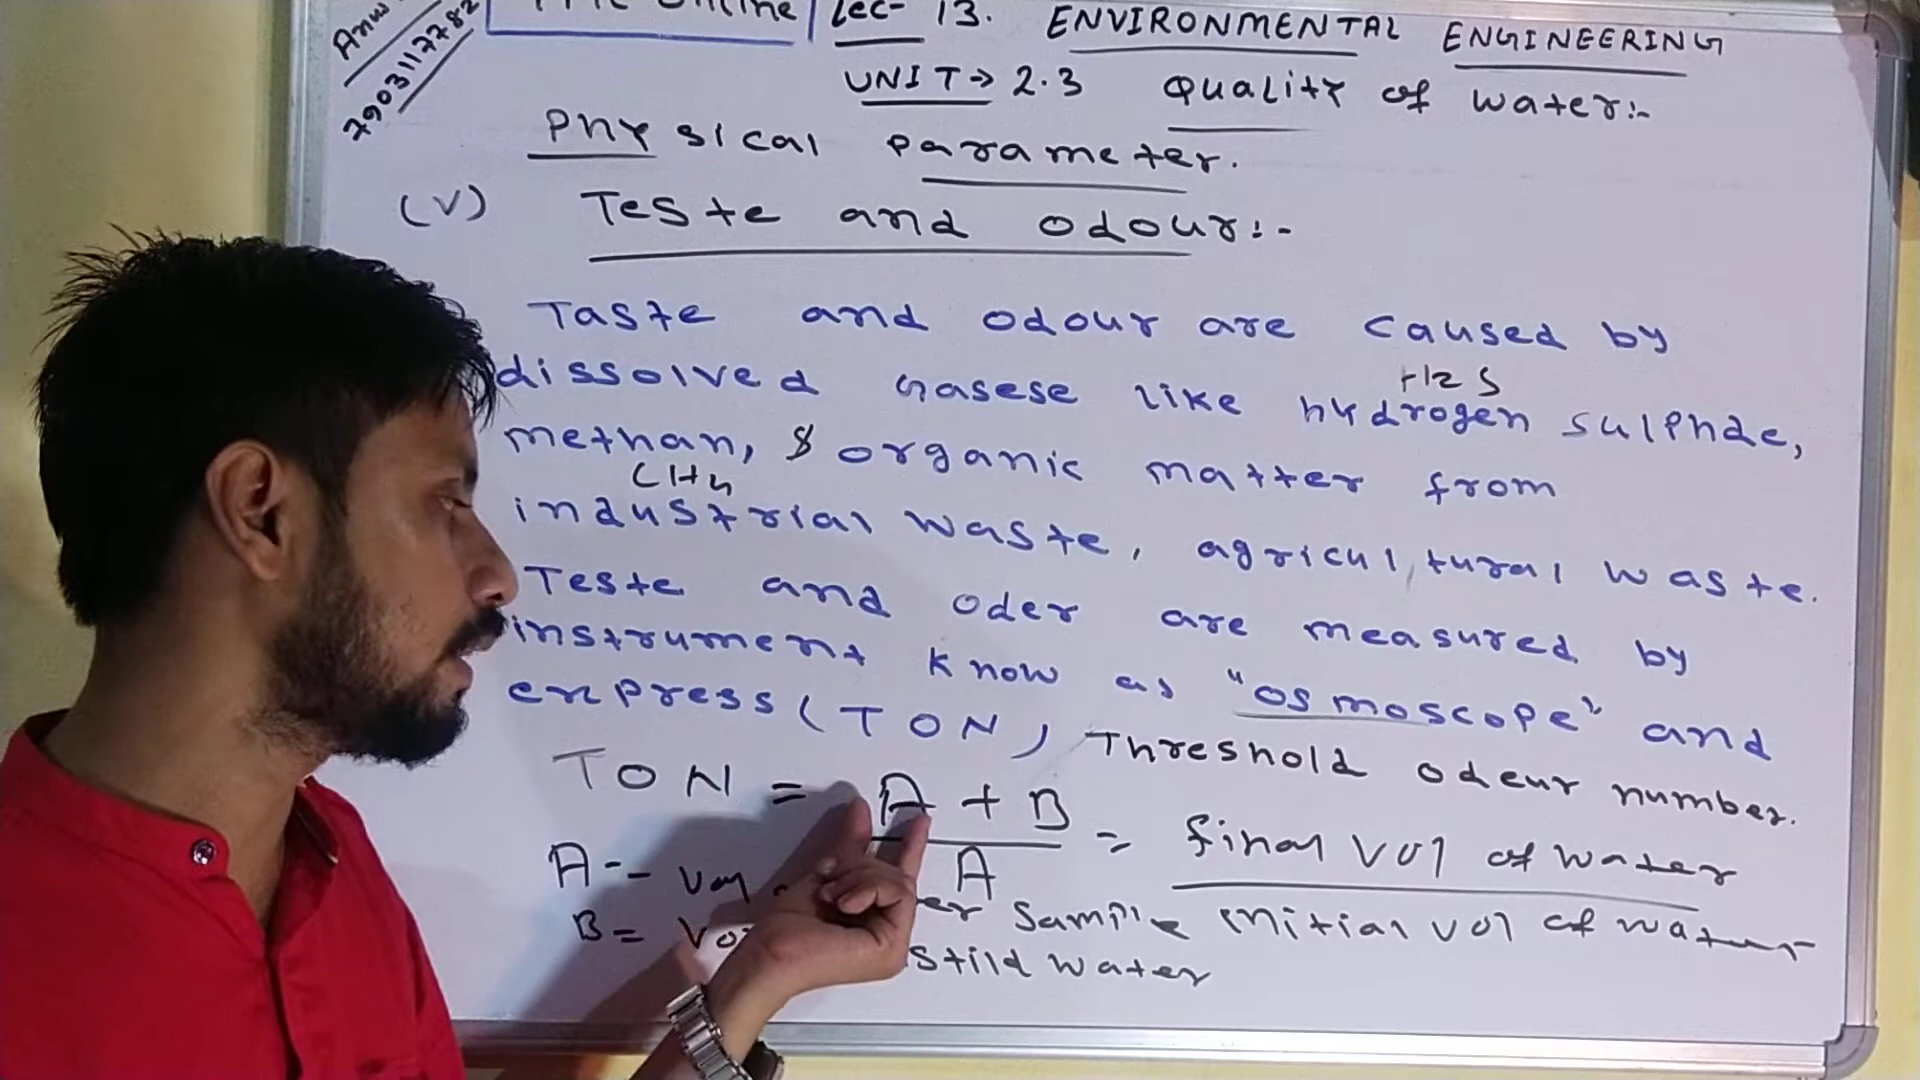 Online Lec- 13. ENVIRONMENTAL ENGINEERING
7903117782
UNIT→ 2.3 Quality of water:-
Physical parameter.
(V) Teste and odour:-
Taste and odour are caused by
dissolved gasese like hydrogen sulphde,
H2S
methan, & organic matter from
CH4
industrial waste, agricultural waste.
Teste and oder are measured by
instrument know as "osmoscope" and
express (TON) Threshold odeur number.
TON = A + B / A = final vol of water
A-- er sample initial vol of water
B= stild water